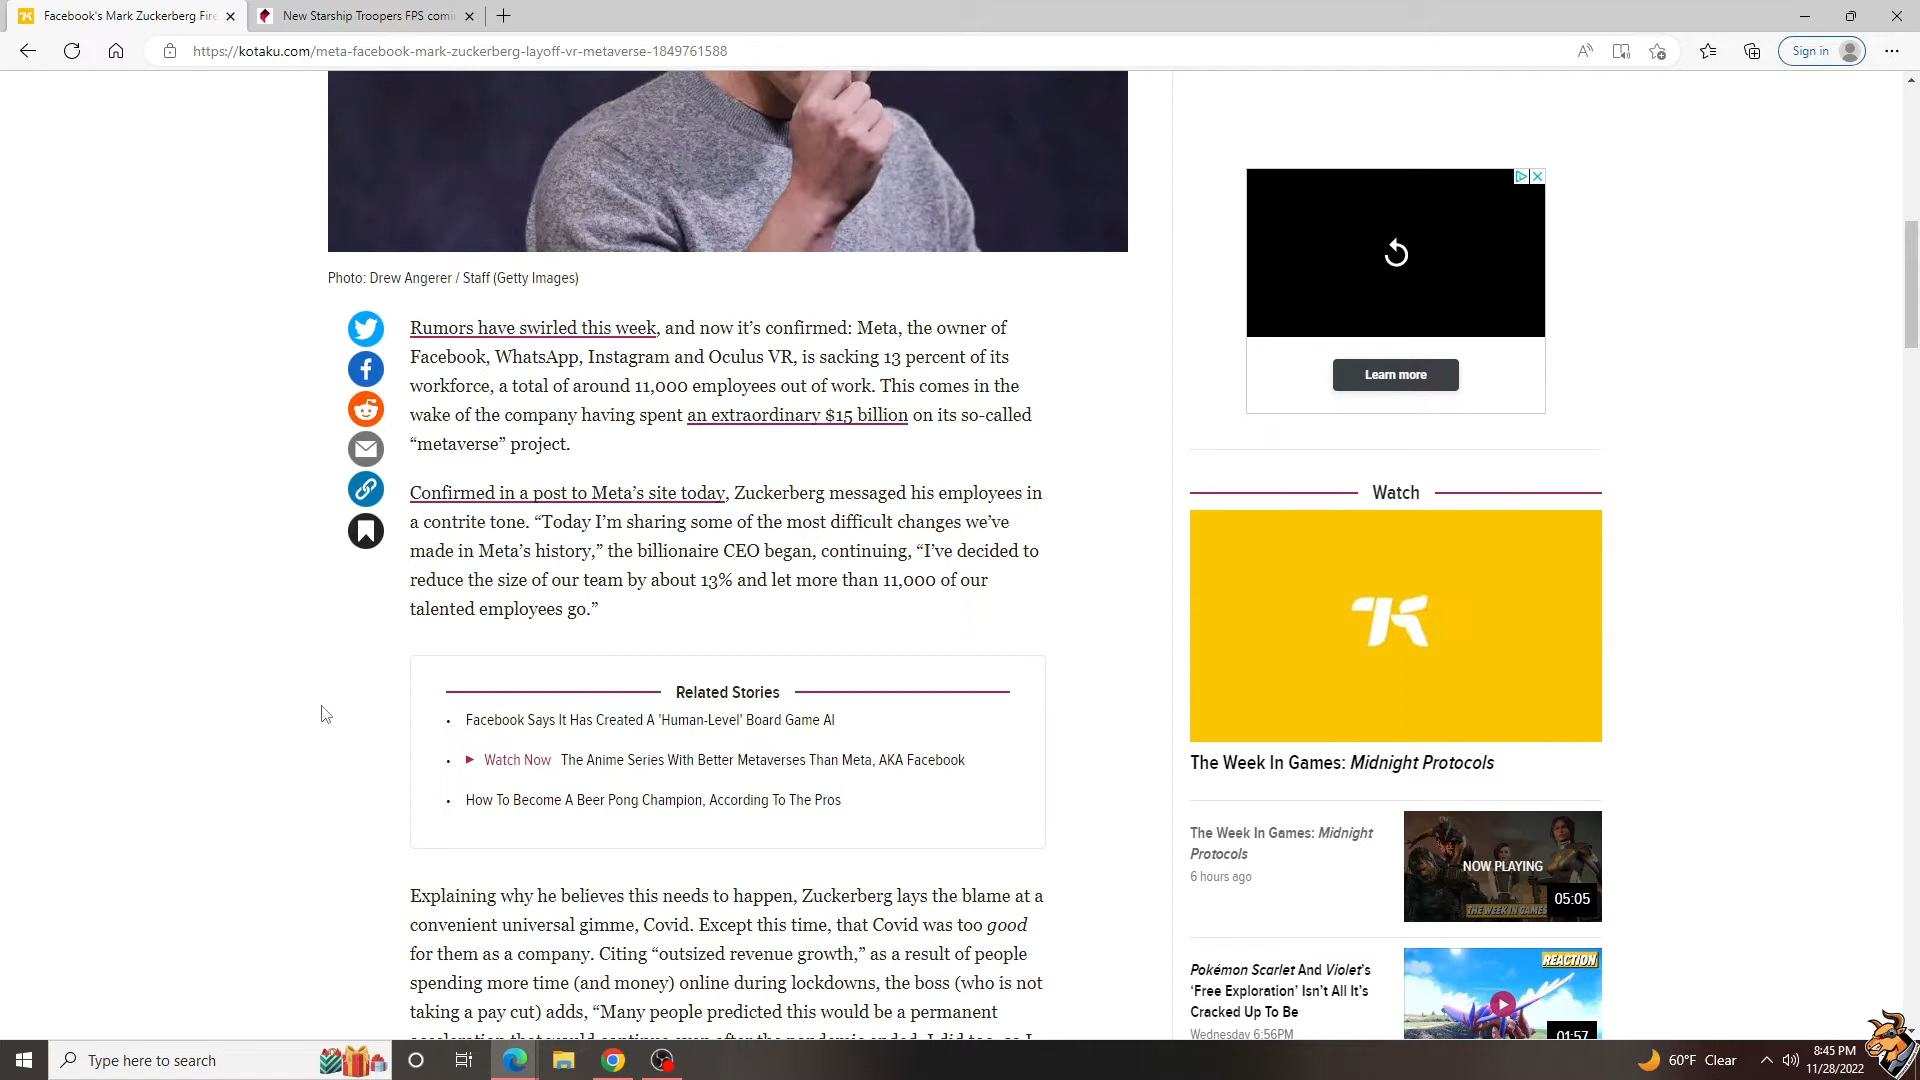 Facebook's Mark Zuckerberg Fire
New Starship Troopers FPS comi
https://kotaku.com/meta-facebook-mark-zuckerberg-layoff-vr-metaverse-1849761588
Sign in
Photo: Drew Angerer / Staff (Getty Images)
Rumors have swirled this week, and now it’s confirmed: Meta, the owner of
Facebook, WhatsApp, Instagram and Oculus VR, is sacking 13 percent of its
workforce, a total of around 11,000 employees out of work. This comes in the
wake of the company having spent an extraordinary $15 billion on its so-called
“metaverse” project.
Confirmed in a post to Meta’s site today, Zuckerberg messaged his employees in
a contrite tone. “Today I’m sharing some of the most difficult changes we’ve
made in Meta’s history,” the billionaire CEO began, continuing, “I’ve decided to
reduce the size of our team by about 13% and let more than 11,000 of our
talented employees go.”
Related Stories
• Facebook Says It Has Created A 'Human-Level' Board Game AI
• Watch Now The Anime Series With Better Metaverses Than Meta, AKA Facebook
• How To Become A Beer Pong Champion, According To The Pros
Explaining why he believes this needs to happen, Zuckerberg lays the blame at a
convenient universal gimme, Covid. Except this time, that Covid was too good
for them as a company. Citing “outsized revenue growth,” as a result of people
spending more time (and money) online during lockdowns, the boss (who is not
taking a pay cut) adds, “Many people predicted this would be a permanent
acceleration that would continue even after the pandemic ended. I did too, so I
Learn more
Watch
The Week In Games: Midnight Protocols
The Week In Games: Midnight
Protocols
6 hours ago
NOW PLAYING
05:05
THE WEEK IN GAMES
Pokémon Scarlet And Violet’s
‘Free Exploration’ Isn’t All It’s
Cracked Up To Be
Wednesday 6:56PM
REACTION
01:57
Type here to search
60°F Clear
8:45 PM
11/28/2022